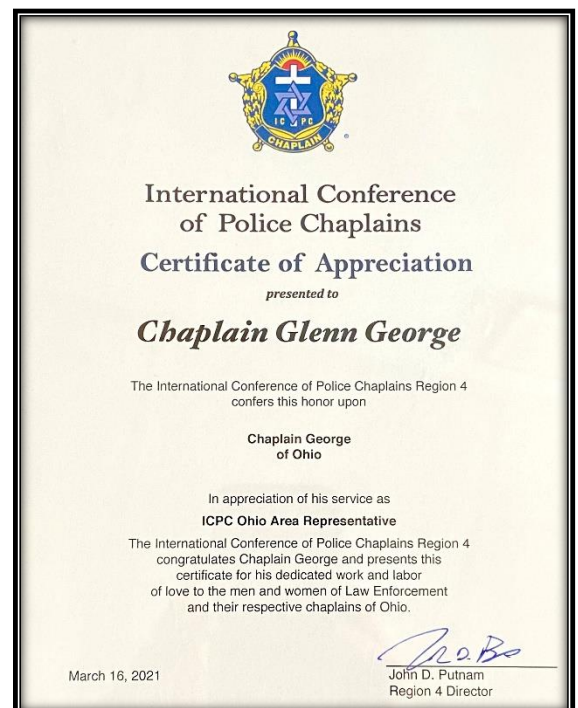 IC PC
CHAPLAIN
International Conference
of Police Chaplains
Certificate of Appreciation
presented to
Chaplain Glenn George
The International Conference of Police Chaplains Region 4
confers this honor upon
Chaplain George
of Ohio
In appreciation of his service as
ICPC Ohio Area Representative
The International Conference of Police Chaplains Region 4
congratulates Chaplain George and presents this
certificate for his dedicated work and labor
of love to the men and women of Law Enforcement
and their respective chaplains of Ohio.
March 16, 2021
John D. Putnam
Region 4 Director